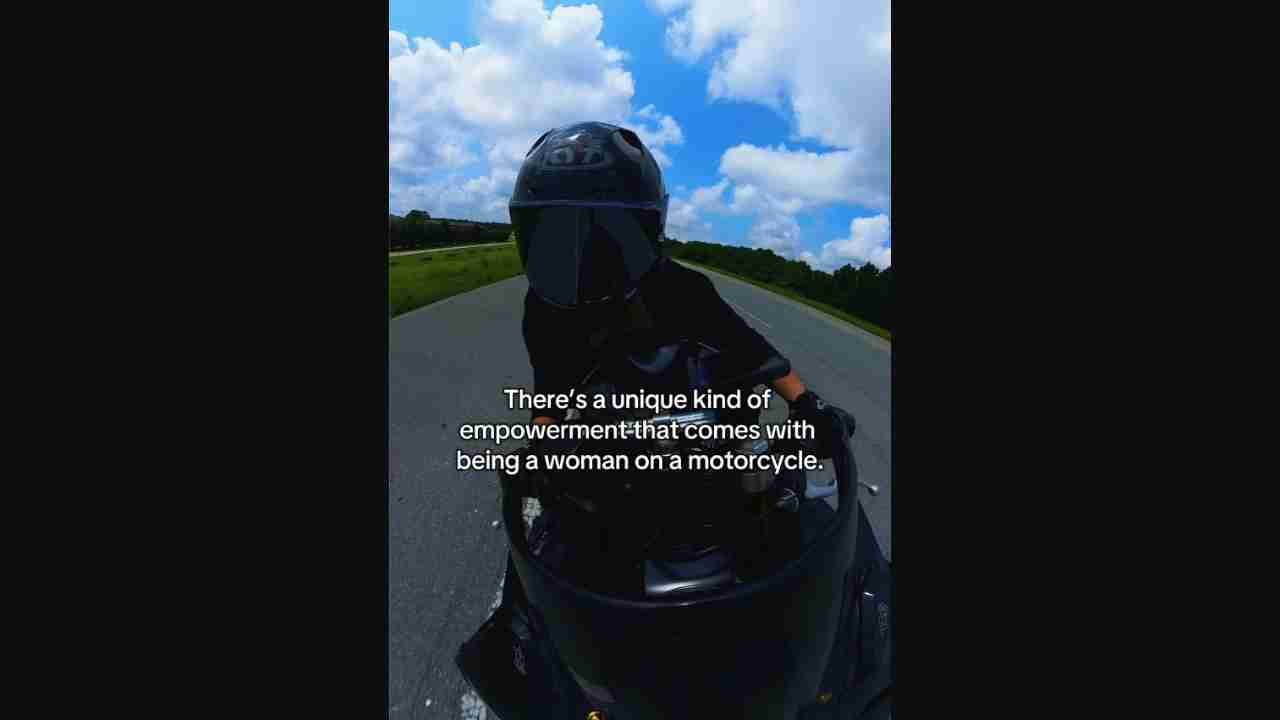 There's a unique kind of
empowerment that comes with
being a woman on a motorcycle.